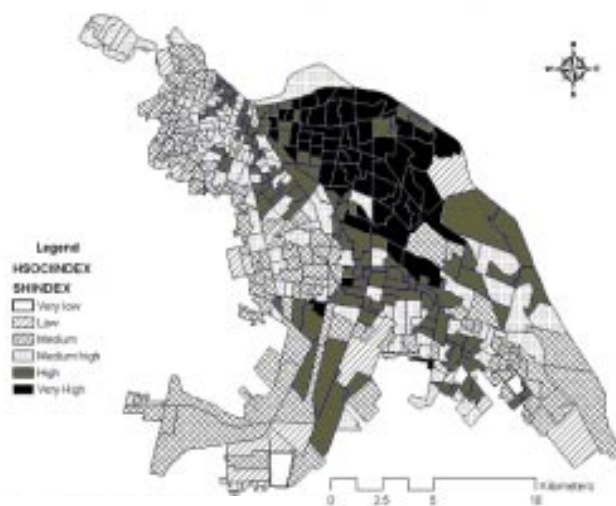 N
W
E
S
Legend
HSOCIINDEX
SHINDEX
Very low
Low
Medium
Medium high
High
Very High
Kilometers
0 2.5 5 10